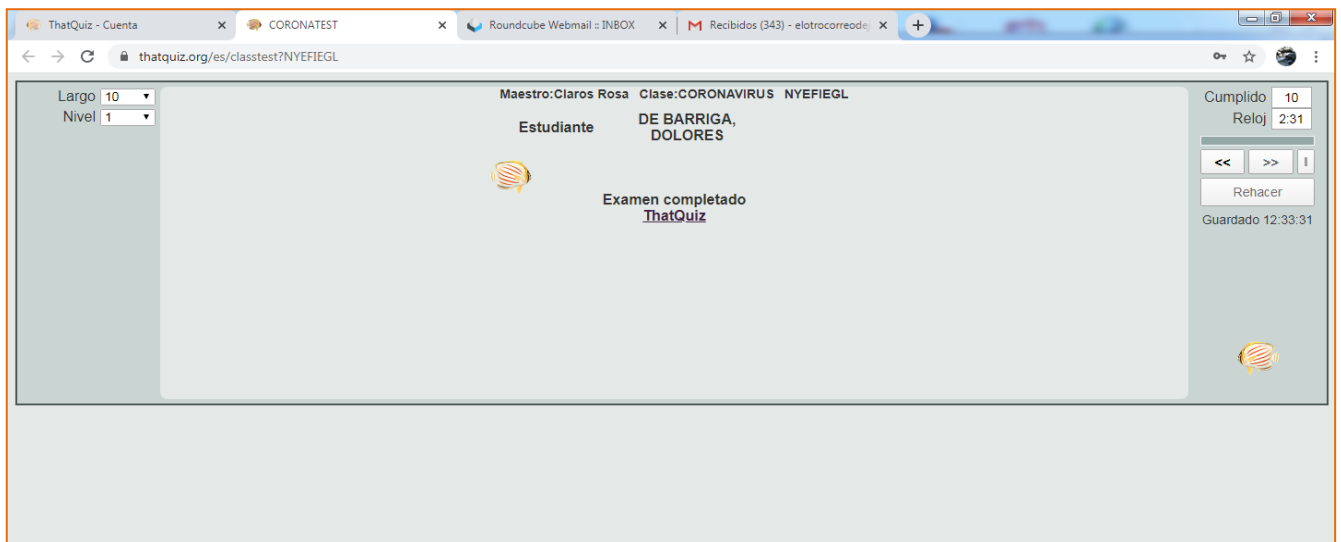 ThatQuiz - Cuenta
CORONATEST
Roundcube Webmail :: INBOX
Recibidos (343) - elotrocorreode
thatquiz.org/es/classtest?NYEFIEGL
Largo 10
Nivel 1
Maestro:Claros Rosa Clase:CORONAVIRUS NYEFIEGL
Estudiante
DE BARRIGA,
DOLORES
Examen completado
ThatQuiz
Cumplido 10
Reloj 2:31
<< >>
Rehacer
Guardado 12:33:31